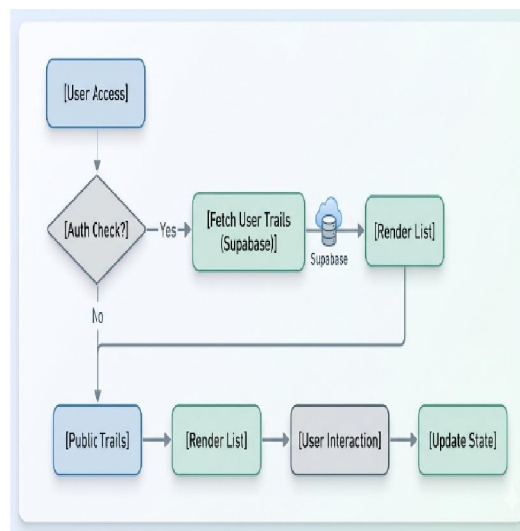 [User Access]
[Auth Check?]
Yes
[Fetch User Trails
(Supabase)]
Supabase
[Render List]
No
[Public Trails]
[Render List]
[User Interaction]
[Update State]